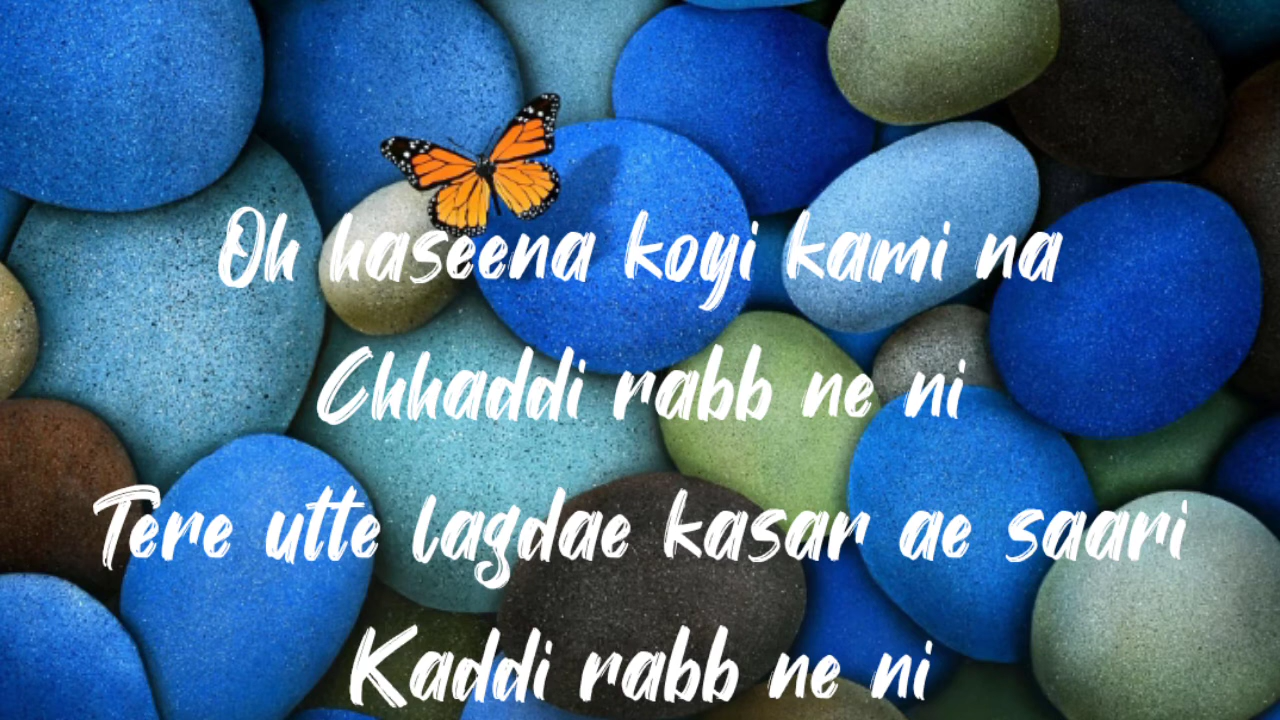 Oh haseena koyi kami na
Chhaddi rabb ne ni
Tere utte lagdae kasar ae saari
Kaddi rabb ne ni